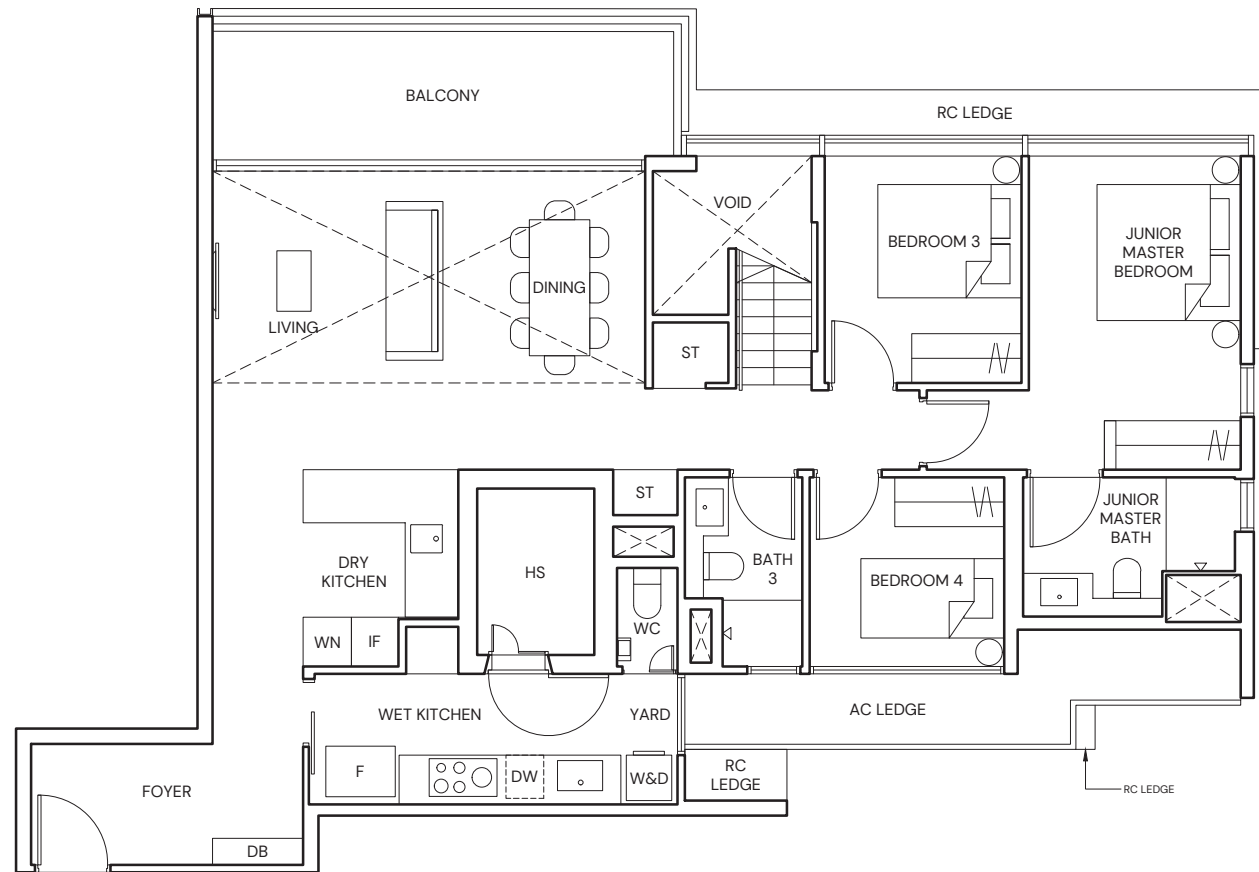 BALCONY
RC LEDGE
VOID
BEDROOM 3
JUNIOR
MASTER
BEDROOM
DINING
LIVING
ST
ST
JUNIOR
MASTER
BATH
DRY
KITCHEN
HS
BATH
3
BEDROOM 4
WN
IF
WC
WET KITCHEN
YARD
AC LEDGE
F
DW
W&D
RC
LEDGE
FOYER
RC LEDGE
DB